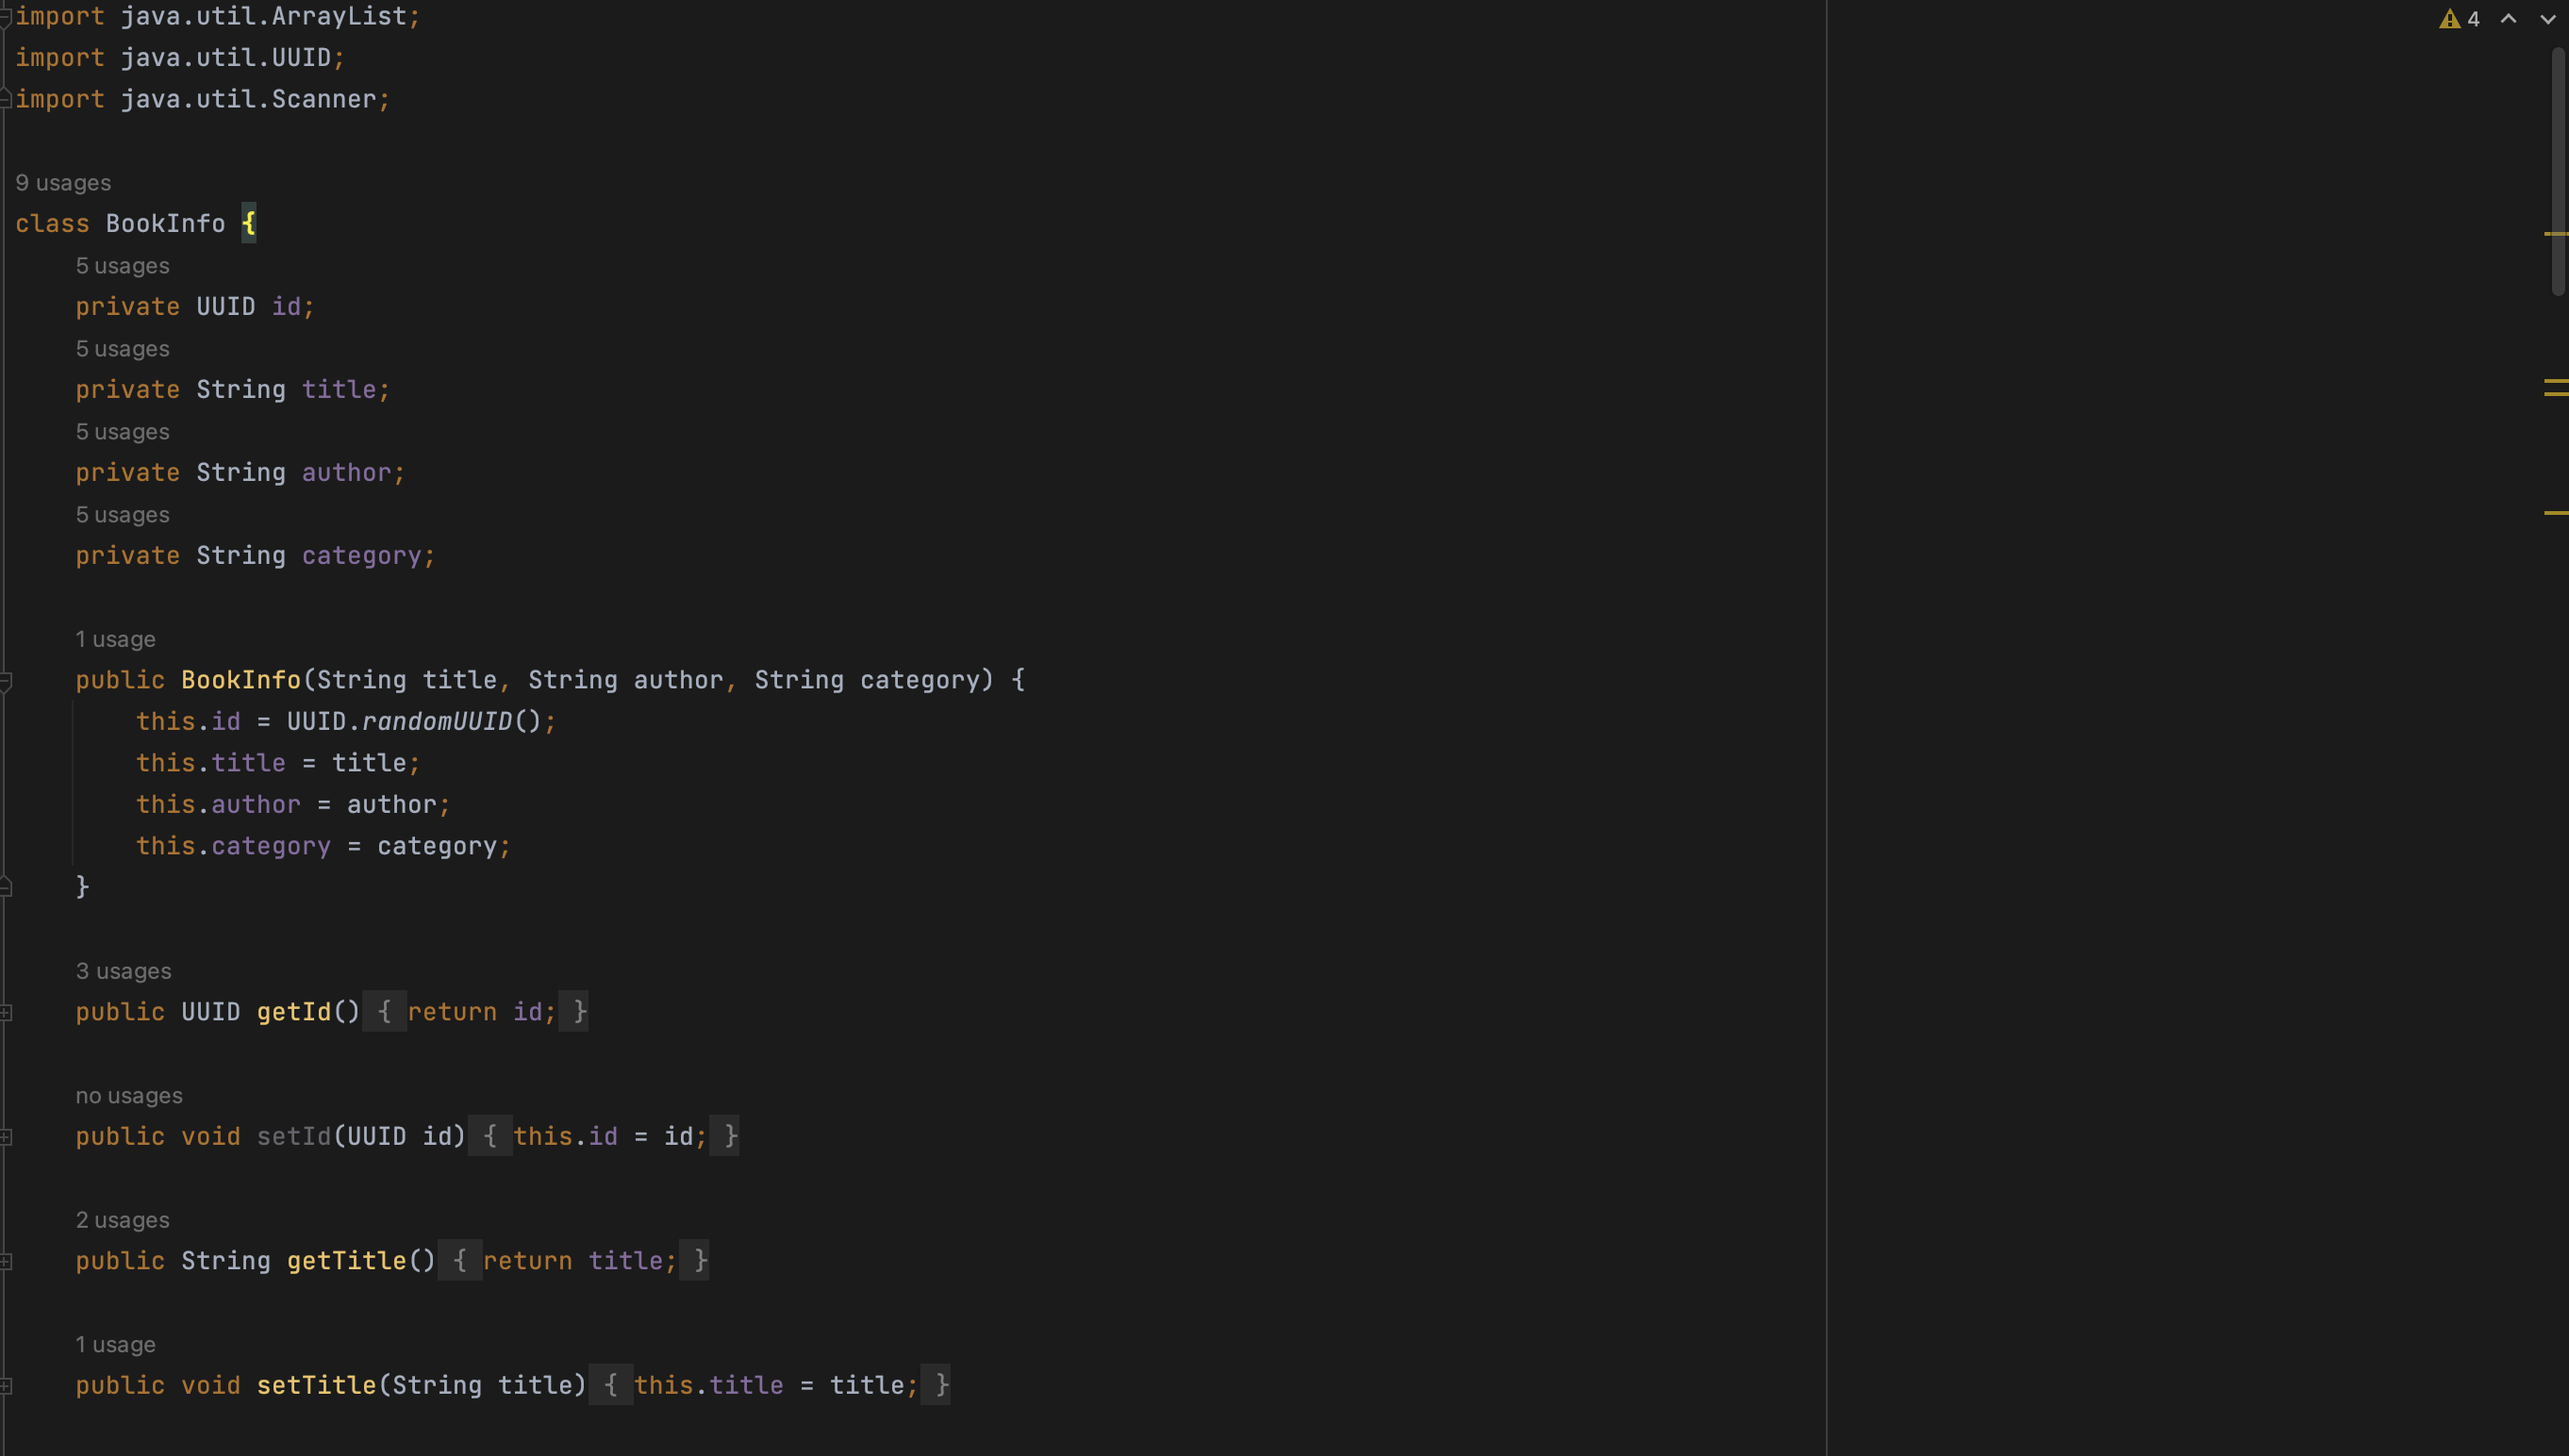 import java.util.ArrayList;
4
import java.util.UUID;
import java.util.Scanner;
9 usages
class BookInfo {
5 usages
private UUID id;
5 usages
private String title;
5 usages
private String author;
5 usages
private String category;
1 usage
public BookInfo(String title, String author, String category) {
this.id = UUID.randomUUID();
this.title = title;
this.author = author;
this.category = category;
}
3 usages
public UUID getId() { return id; }
no usages
public void setId(UUID id) { this.id = id; }
2 usages
public String getTitle() { return title; }
1 usage
public void setTitle(String title) { this.title = title; }